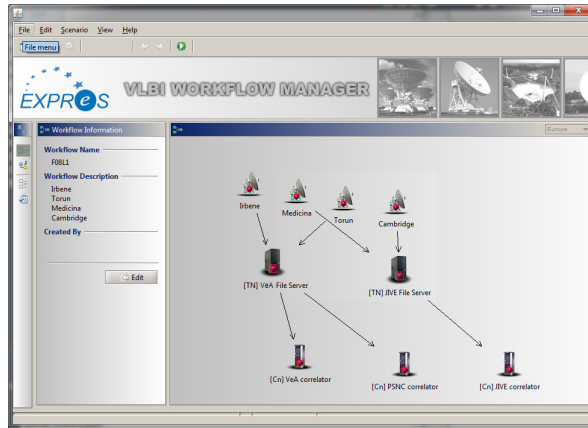 File Edit Scenario View Help
File menu
EXPReS
VLBI WORKFLOW MANAGER
Workflow Information
Europe
Workflow Name
F08L1
Workflow Description
Irbene
Torun
Medicina
Cambridge
Created By
Edit
Irbene
Medicina
Torun
Cambridge
[TN] VeA File Server
[TN] JIVE File Server
[Cn] VeA correlator
[Cn] PSNC correlator
[Cn] JIVE correlator